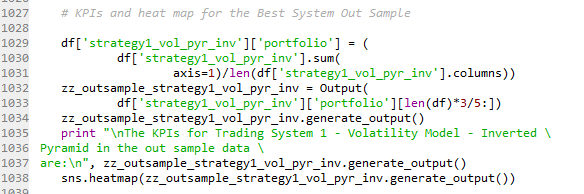 1027 # KPIs and heat map for the Best System Out Sample
1028
1029 df['strategy1_vol_pyr_inv']['portfolio'] = (
1030 df['strategy1_vol_pyr_inv'].sum(
1031 axis=1)/len(df['strategy1_vol_pyr_inv'].columns))
1032 zz_outsample_strategy1_vol_pyr_inv = Output(
1033 df['strategy1_vol_pyr_inv']['portfolio'][len(df)*3/5:])
1034 zz_outsample_strategy1_vol_pyr_inv.generate_output()
1035 print "\nThe KPIs for Trading System 1 - Volatility Model - Inverted \
1036 Pyramid in the out sample data \
1037 are:\n", zz_outsample_strategy1_vol_pyr_inv.generate_output()
1038 sns.heatmap(zz_outsample_strategy1_vol_pyr_inv.generate_output())
1039